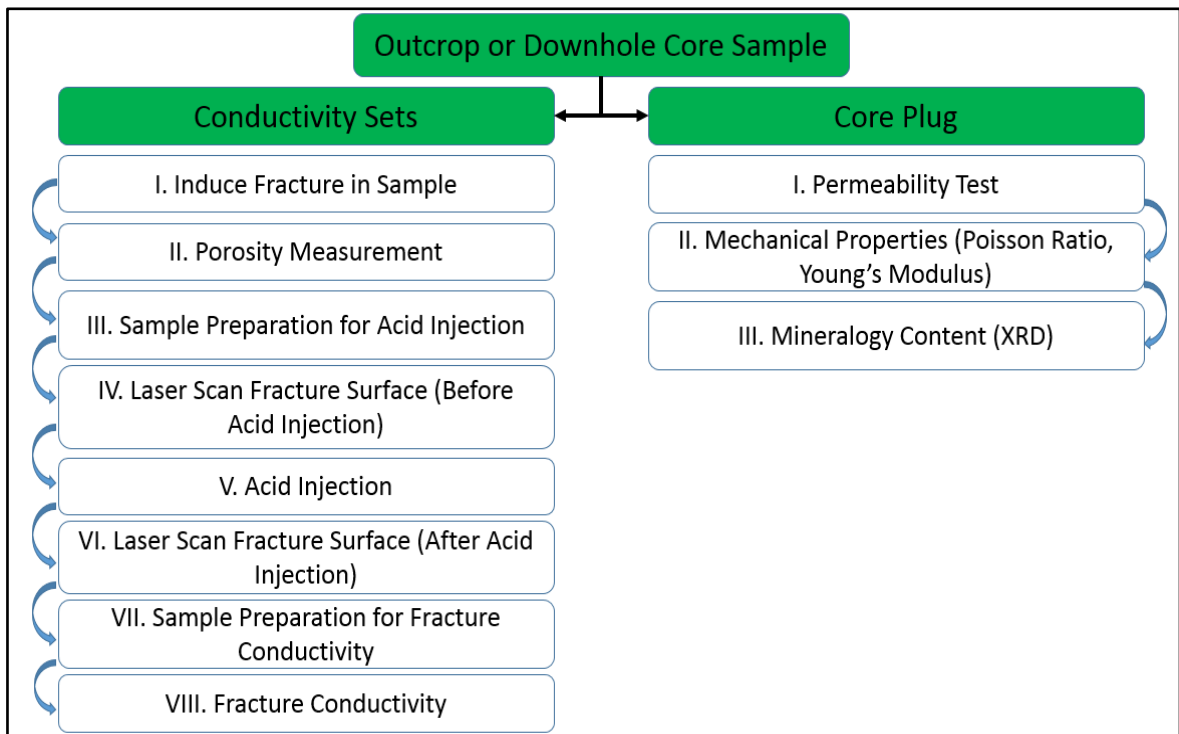 Outcrop or Downhole Core Sample
Conductivity Sets
I. Induce Fracture in Sample
II. Porosity Measurement
III. Sample Preparation for Acid Injection
IV. Laser Scan Fracture Surface (Before
Acid Injection)
V. Acid Injection
VI. Laser Scan Fracture Surface (After Acid
Injection)
VII. Sample Preparation for Fracture
Conductivity
VIII. Fracture Conductivity
Core Plug
I. Permeability Test
II. Mechanical Properties (Poisson Ratio,
Young’s Modulus)
III. Mineralogy Content (XRD)